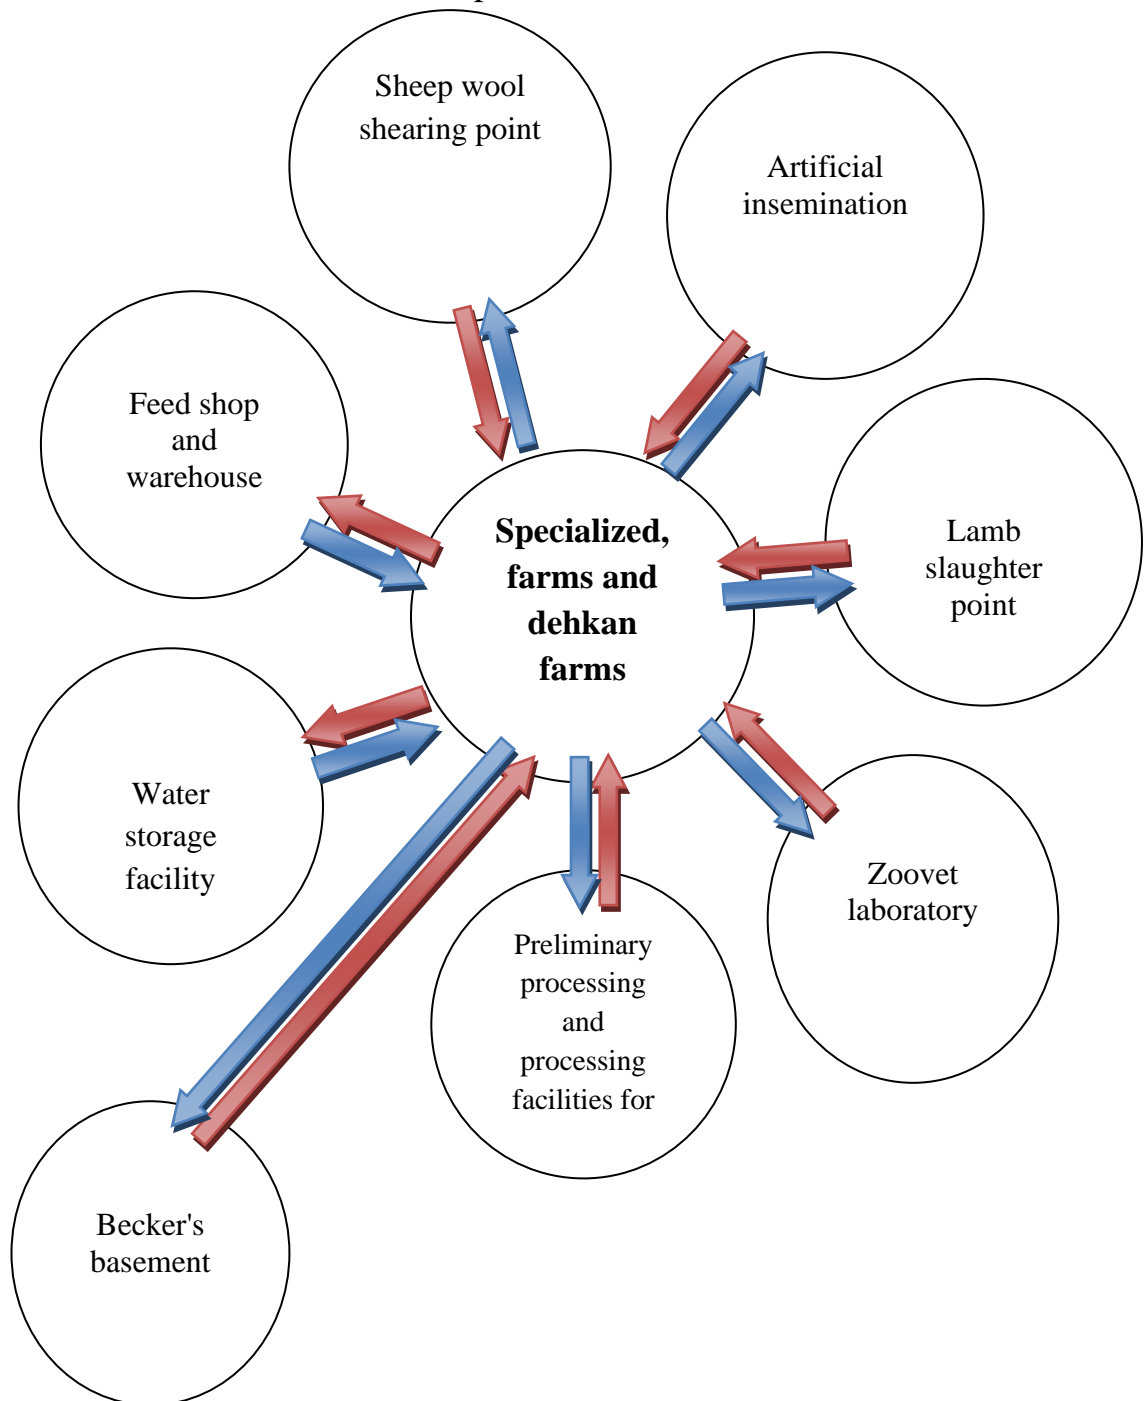 Sheep wool
shearing point
Artificial
insemination
Feed shop
and
warehouse
Specialized,
farms and
dehkan
farms
Lamb
slaughter
point
Water
storage
facility
Zoovet
laboratory
Preliminary
processing
and
processing
facilities for
Becker's
basement